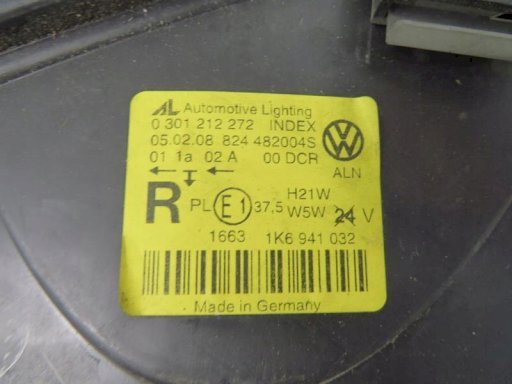 AL Automotive Lighting
0 301 212 272 INDEX
05.02.08 824 482004S
01 1a 02 A 00 DCR
ALN
R PL E1 37,5 H21W
W5W 24 V
1663 1K6 941 032
Made in Germany